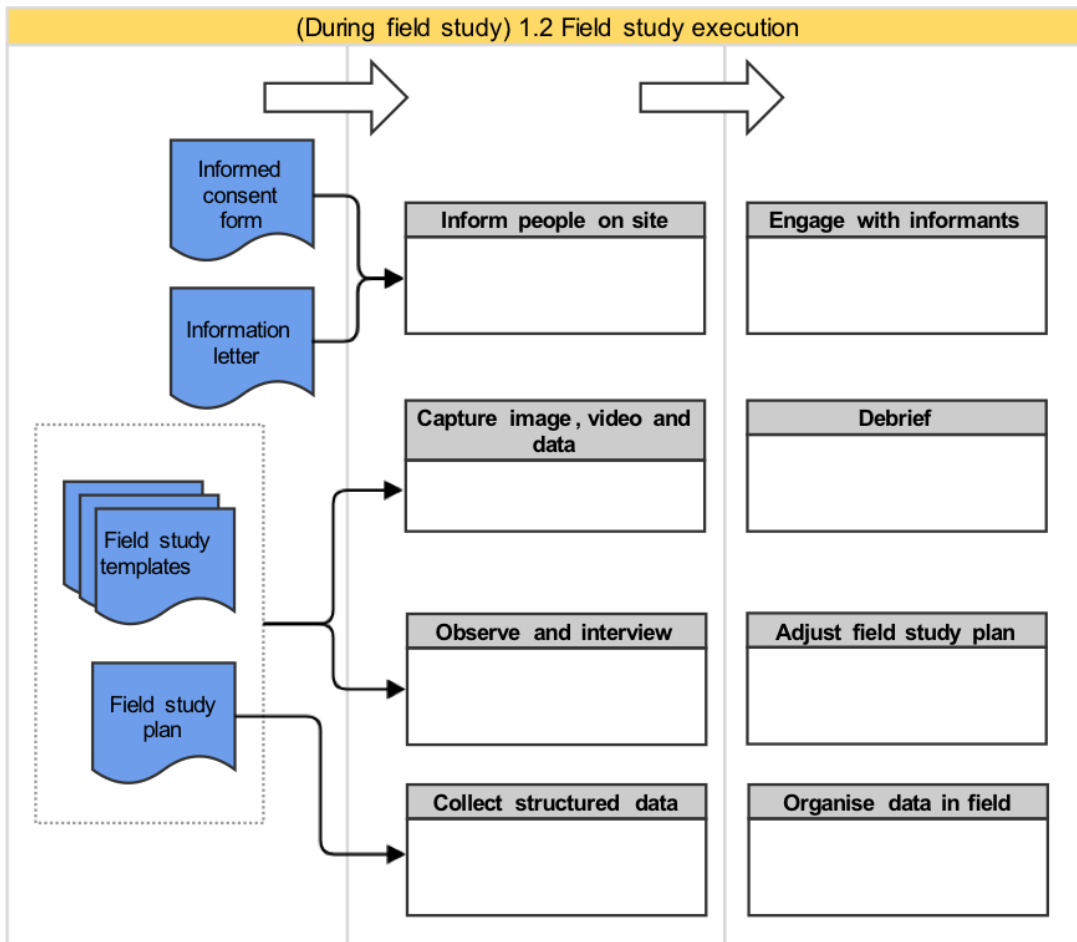 (During field study) 1.2 Field study execution
Informed
consent
form
Information
letter
Field study
templates
Field study
plan
Inform people on site
Capture image, video and
data
Observe and interview
Collect structured data
Engage with informants
Debrief
Adjust field study plan
Organise data in field